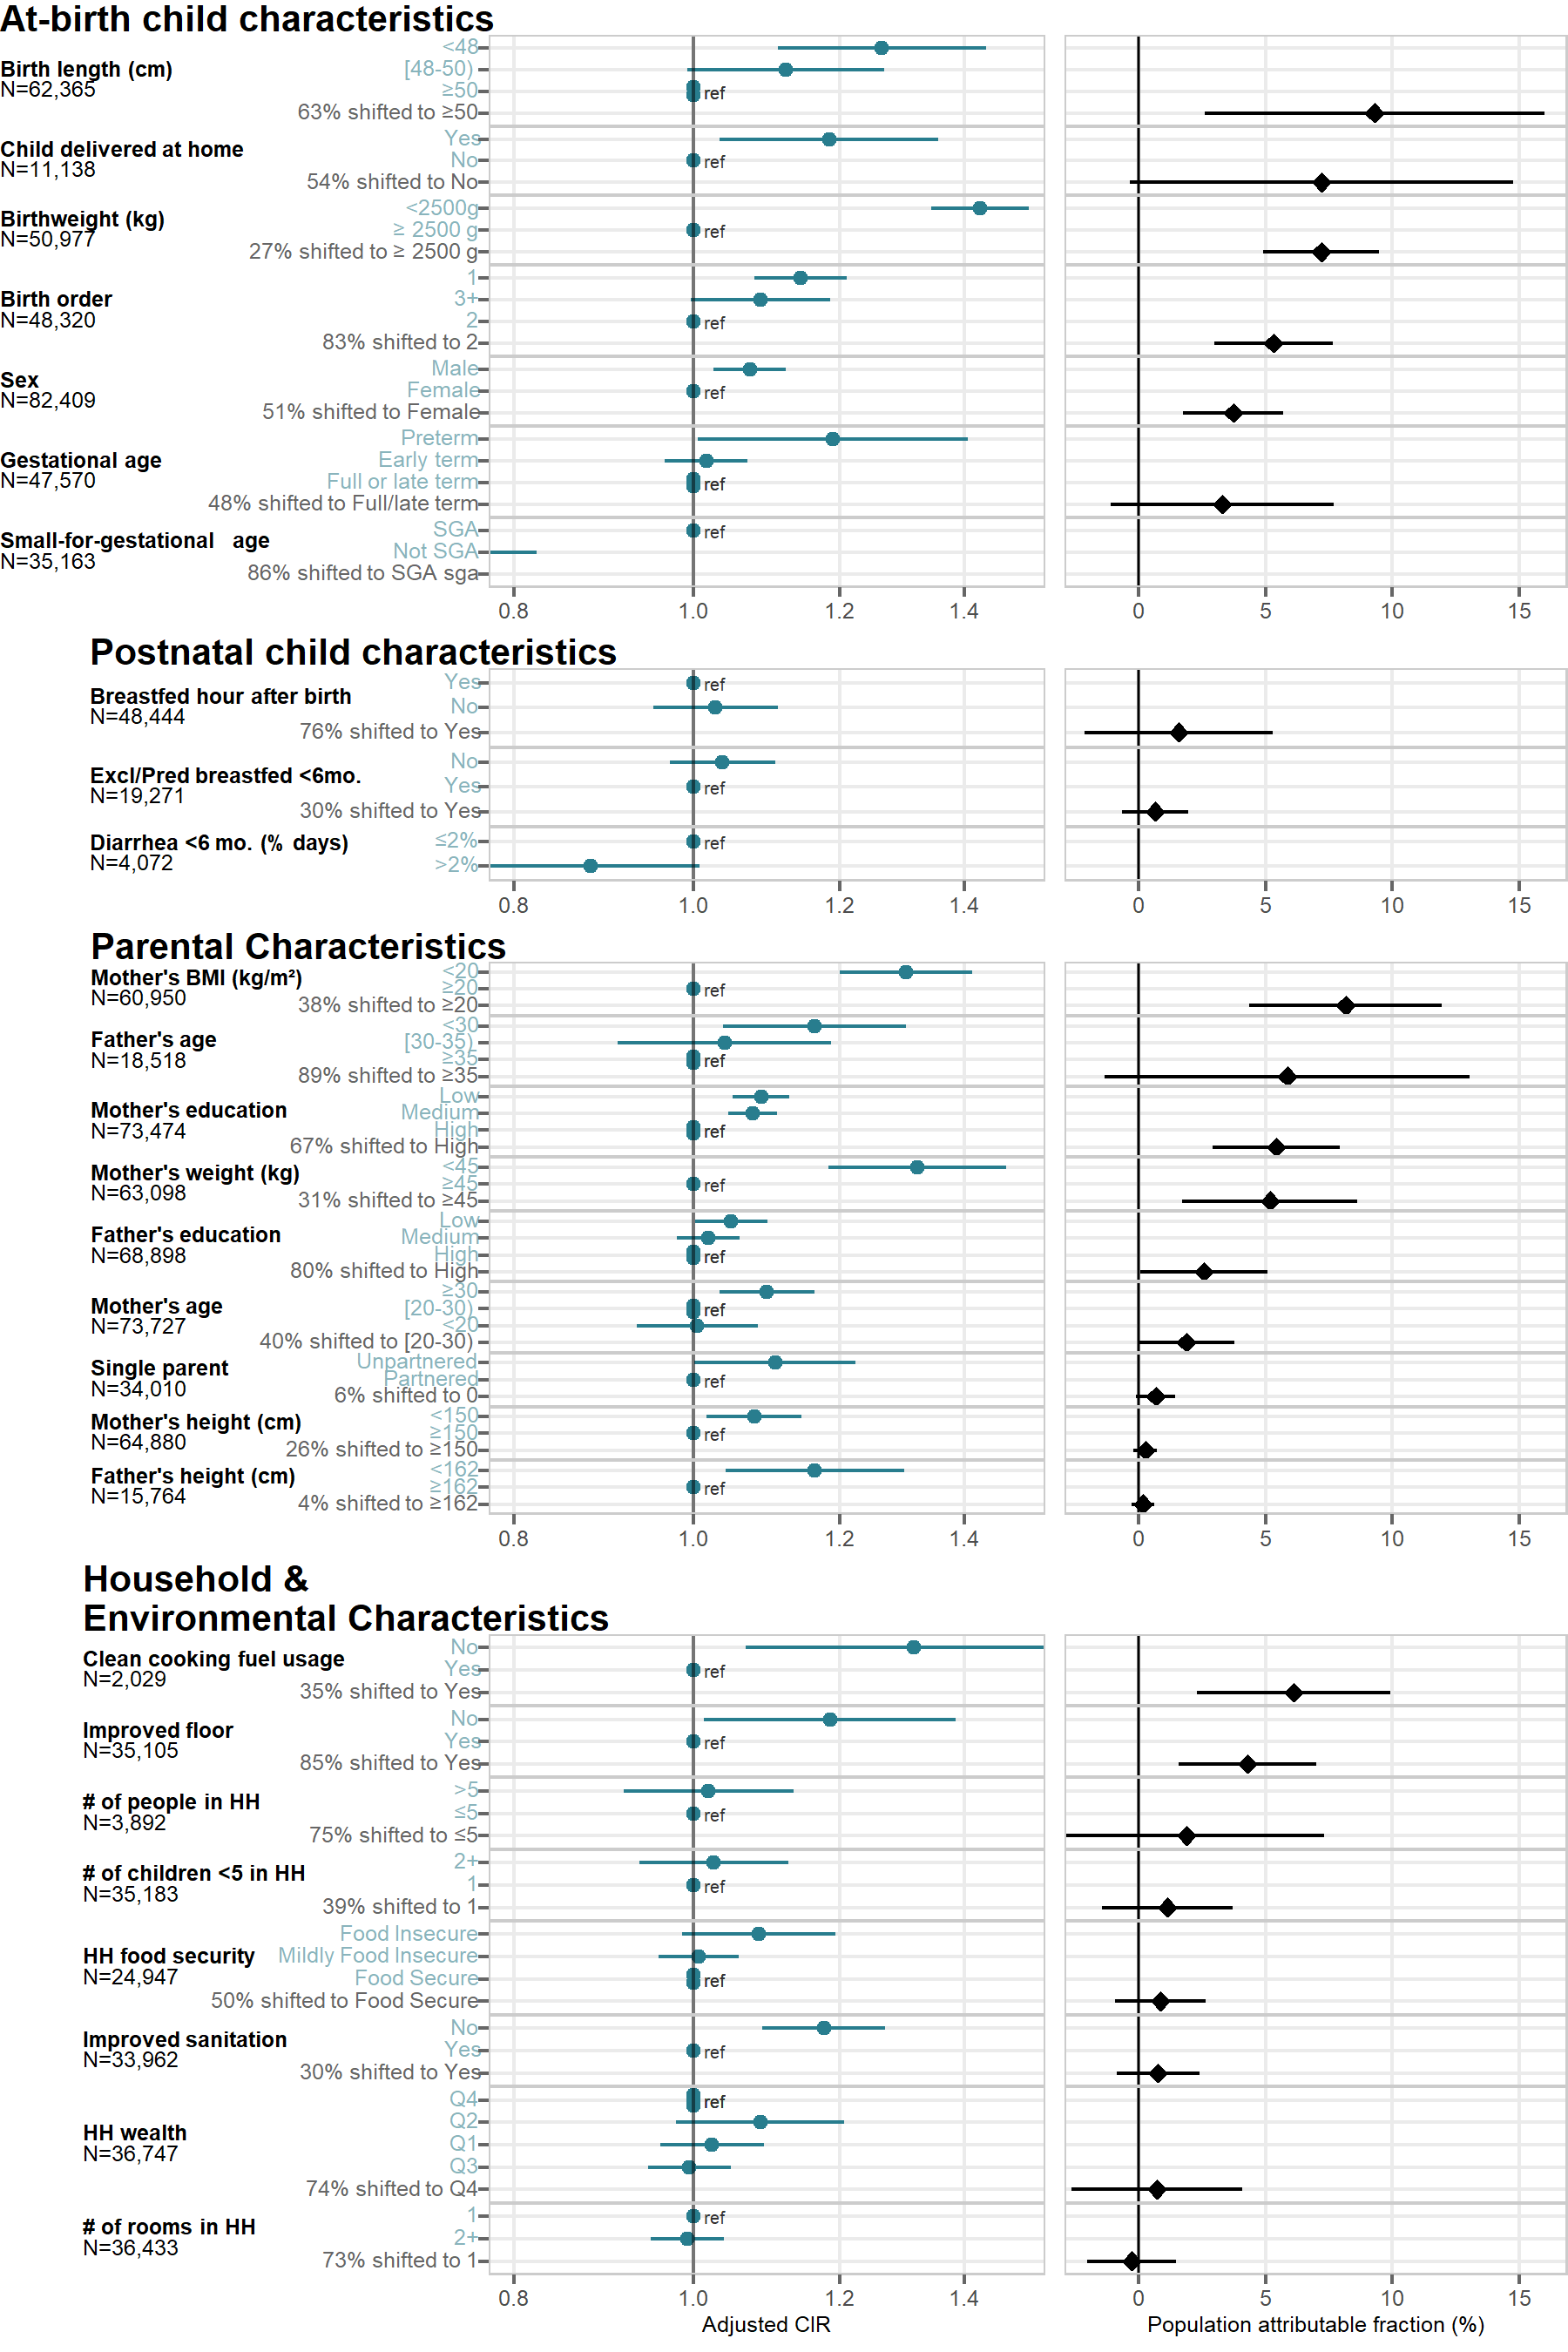 At-birth child characteristics
<48
Birth length (cm)
[48-50)
N=62,365
≥50
ref
63% shifted to ≥50
Yes
Child delivered at home
No
ref
N=11,138
54% shifted to No
<2500g
Birthweight (kg)
≥ 2500 g
ref
N=50,977
27% shifted to ≥ 2500 g
1
Birth order
3+
N=48,320
2
ref
83% shifted to 2
Male
Sex
Female
ref
N=82,409
51% shifted to Female
Preterm
Gestational age
Early term
N=47,570
Full or late term
ref
48% shifted to Full/late term
SGA
ref
Small-for-gestational age
Not SGA
N=35,163
86% shifted to SGA sga
0.8 1.0 1.2 1.4 0 5 10 15
Postnatal child characteristics
Yes
ref
Breastfed hour after birth
No
N=48,444
76% shifted to Yes
No
Excl/Pred breastfed <6mo.
Yes
ref
N=19,271
30% shifted to Yes
Diarrhea <6 mo. (% days)
≤2%
ref
N=4,072
>2%
0.8 1.0 1.2 1.4 0 5 10 15
Parental Characteristics
<20
Mother's BMI (kg/m²)
≥20
ref
N=60,950
38% shifted to ≥20
<30
Father's age
[30-35)
N=18,518
≥35
ref
89% shifted to ≥35
Low
Mother's education
Medium
N=73,474
High
ref
67% shifted to High
<45
Mother's weight (kg)
≥45
ref
N=63,098
31% shifted to ≥45
Low
Father's education
Medium
N=68,898
High
ref
80% shifted to High
≥30
Mother's age
[20-30)
ref
N=73,727
<20
40% shifted to [20-30)
Unpartnered
Single parent
Partnered
ref
N=34,010
6% shifted to 0
<150
Mother's height (cm)
≥150
ref
N=64,880
26% shifted to ≥150
<162
Father's height (cm)
≥162
ref
N=15,764
4% shifted to ≥162
0.8 1.0 1.2 1.4 0 5 10 15
Household &
Environmental Characteristics
No
Clean cooking fuel usage
Yes
ref
N=2,029
35% shifted to Yes
No
Improved floor
Yes
ref
N=35,105
85% shifted to Yes
>5
# of people in HH
≤5
ref
N=3,892
75% shifted to ≤5
2+
# of children <5 in HH
1
ref
N=35,183
39% shifted to 1
Food Insecure
HH food security
Mildly Food Insecure
N=24,947
Food Secure
ref
50% shifted to Food Secure
No
Improved sanitation
Yes
ref
N=33,962
30% shifted to Yes
Q4
ref
Q2
HH wealth
Q1
N=36,747
Q3
74% shifted to Q4
1
ref
# of rooms in HH
2+
N=36,433
73% shifted to 1
0.8 1.0 1.2 1.4 0 5 10 15
Adjusted CIR
Population attributable fraction (%)